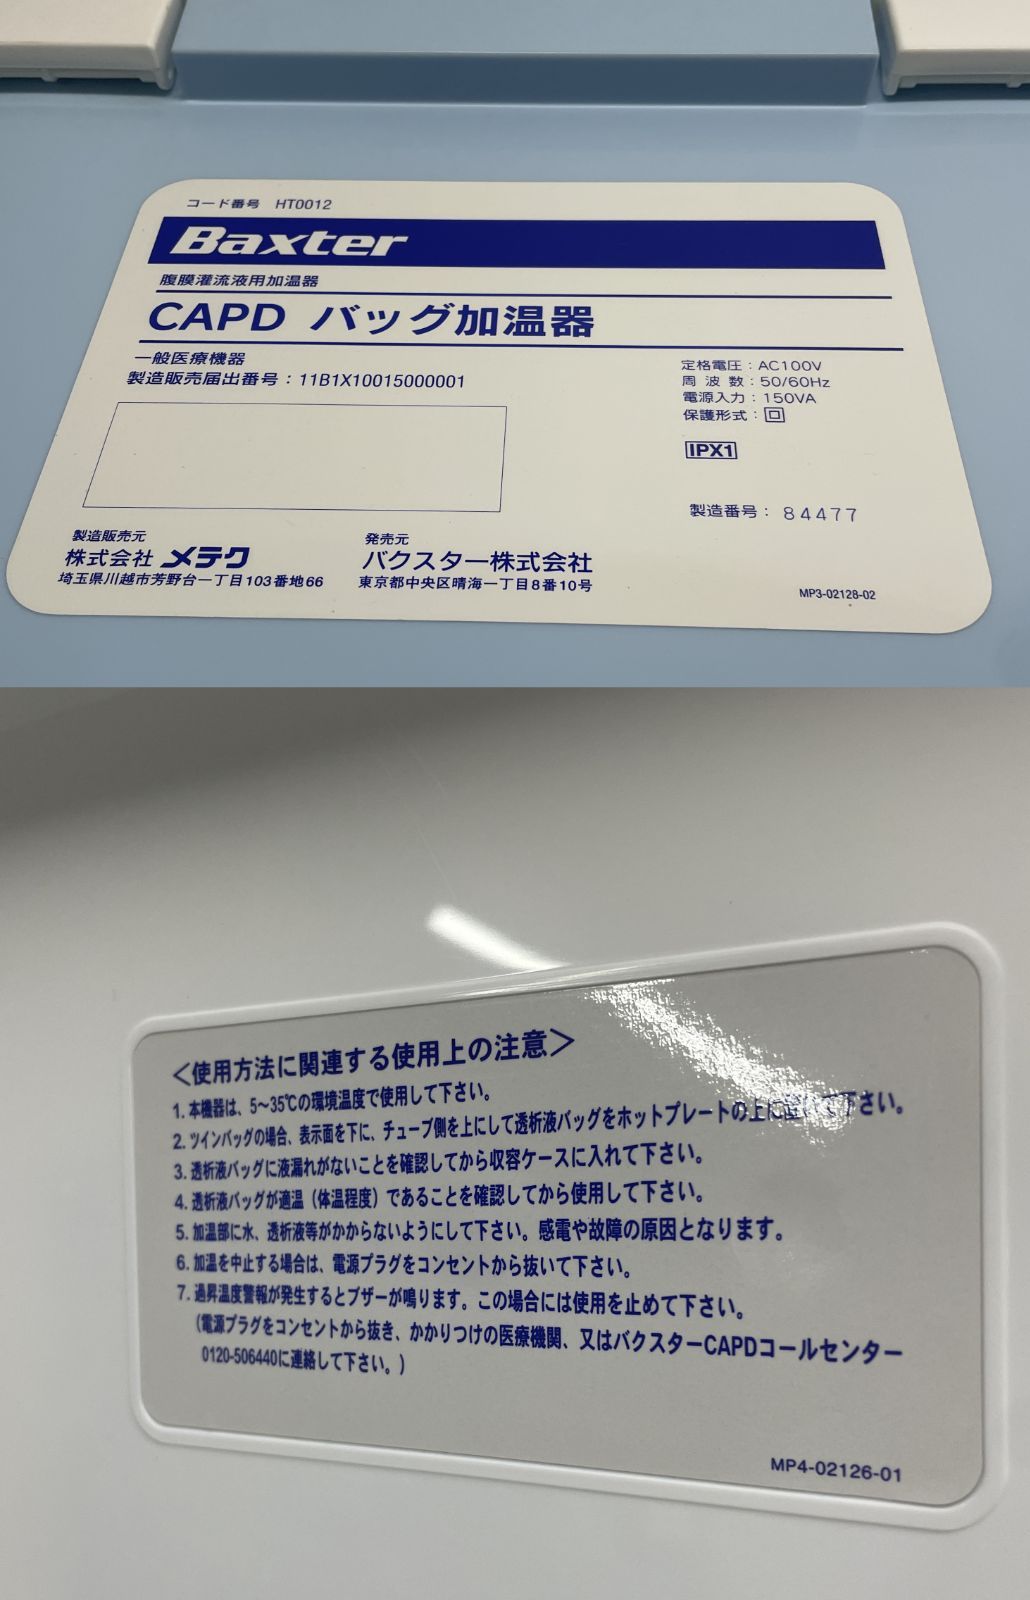 コード番号 HT0012
Baxter
腹膜灌流液用加温器
CAPD バッグ加温器
一般医療機器
製造販売届出番号：11B1X10015000001
定格電圧：AC100V
周波数：50/60Hz
電源入力：150VA
保護形式：
IPX1
製造番号：84477
製造販売元
株式会社 メテク
埼玉県川越市芳野台一丁目103番地66
発売元
バクスター株式会社
東京都中央区晴海一丁目8番10号
MP3-02128-02
＜使用方法に関連する使用上の注意＞
1. 本機器は、5～35℃の環境温度で使用して下さい。
2. ツインバッグの場合、表示面を下に、チューブ側を上にして透析液バッグをホットプレートの上に置いて下さい。
3. 透析液バッグに液漏れがないことを確認してから収容ケースに入れて下さい。
4. 透析液バッグが適温（体温程度）であることを確認してから使用して下さい。
5. 加温部に水、透析液等がかからないようにして下さい。感電や故障の原因となります。
6. 加温を中止する場合は、電源プラグをコンセントから抜いて下さい。
7. 過昇温度警報が発生するとブザーが鳴ります。この場合には使用を止めて下さい。
（電源プラグをコンセントから抜き、かかりつけの医療機関、又はバクスターCAPDコールセンター
0120-506440に連絡して下さい。）
MP4-02126-01